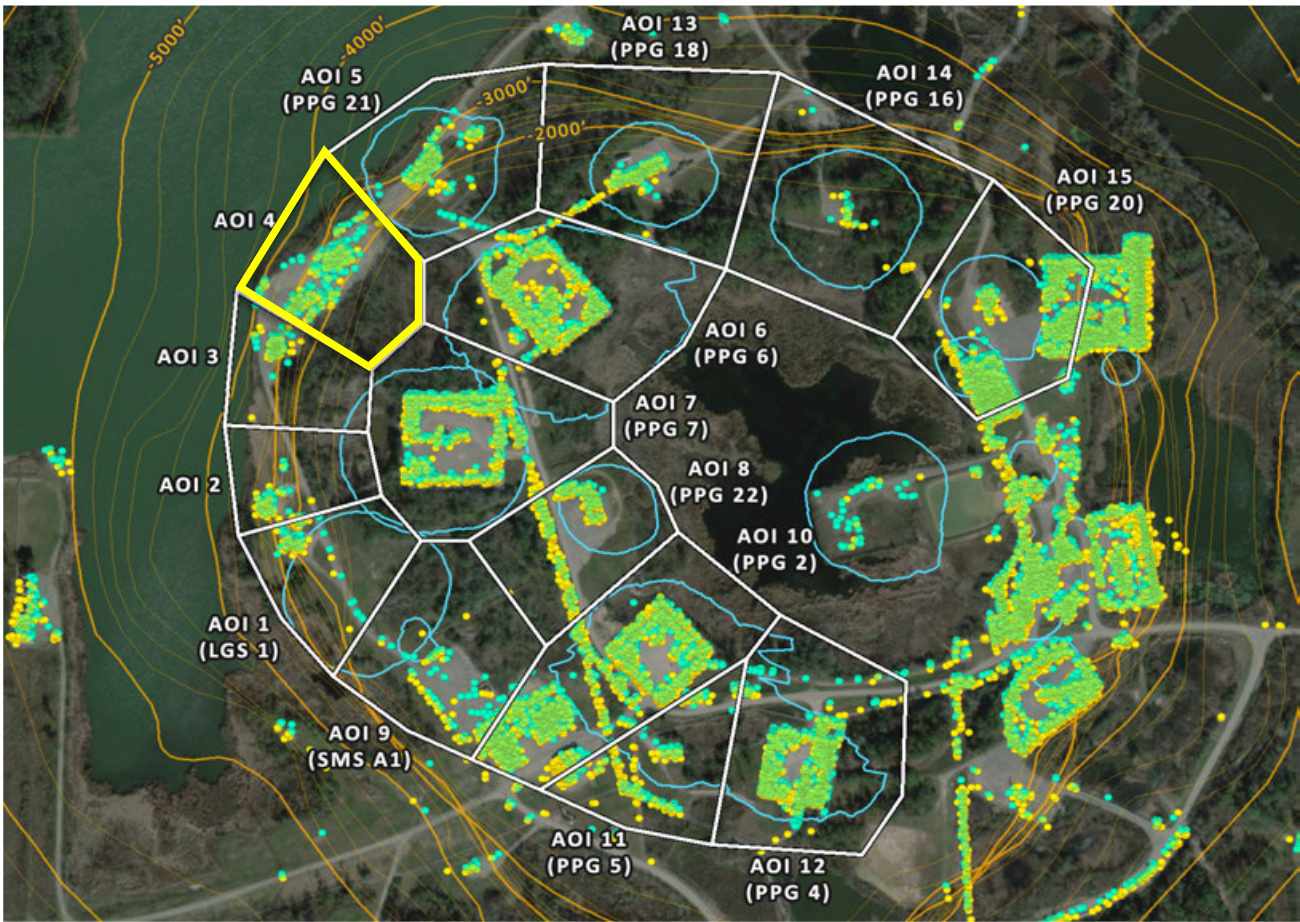 -5000'
-4000'
AOI 13
(PPG 18)
AOI 5
(PPG 21)
AOI 14
(PPG 16)
-3000'
-2000'
AOI 15
(PPG 20)
AOI 4
AOI 3
AOI 6
(PPG 6)
AOI 7
(PPG 7)
AOI 2
AOI 8
(PPG 22)
AOI 10
(PPG 2)
AOI 1
(LGS 1)
AOI 9
(SMS A1)
AOI 11
(PPG 5)
AOI 12
(PPG 4)